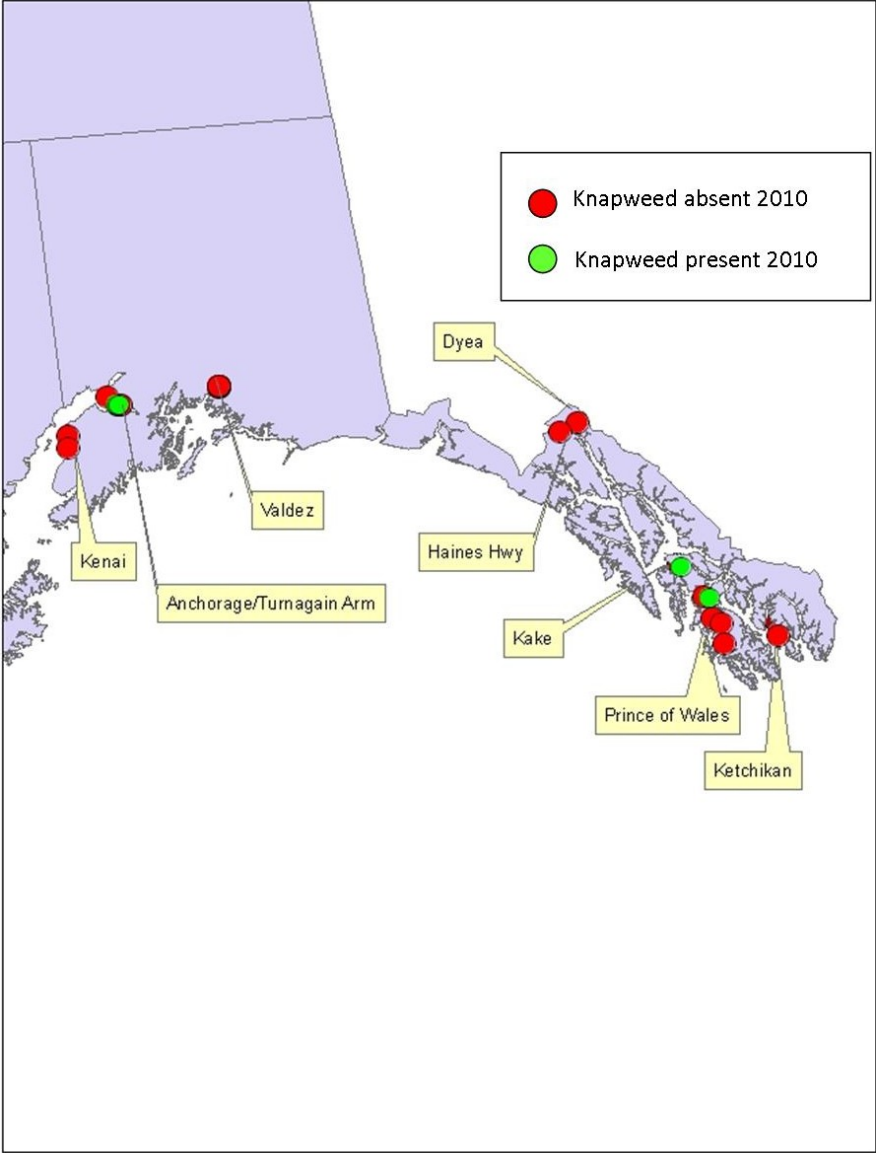 Knapweed absent 2010
Knapweed present 2010
Dyea
Valdez
Haines Hwy
Kenai
Anchorage/Turnagain Arm
Kake
Prince of Wales
Ketchikan